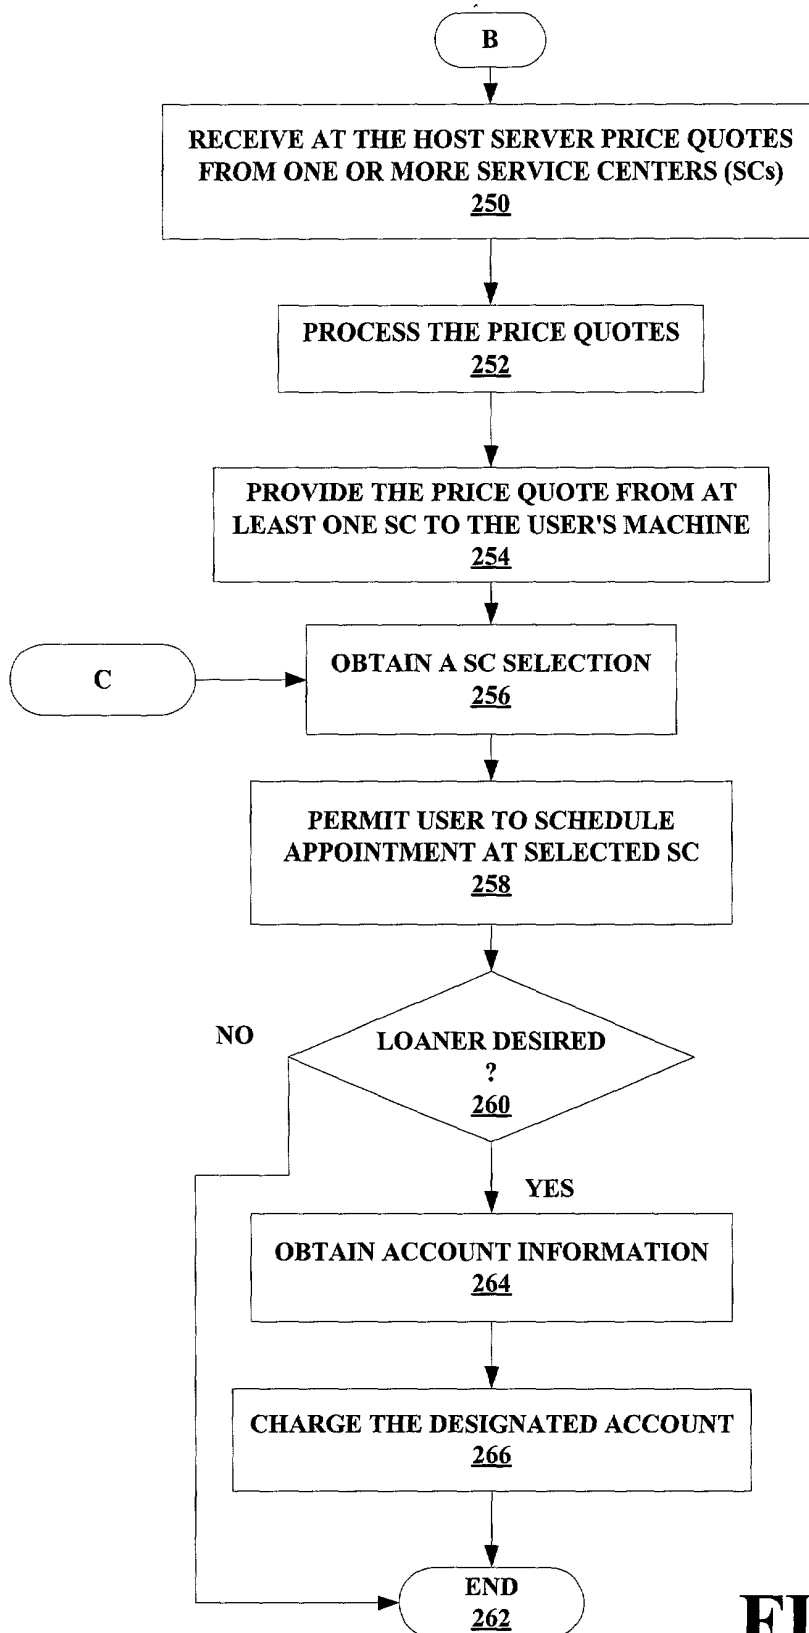 B
RECEIVE AT THE HOST SERVER PRICE QUOTES
FROM ONE OR MORE SERVICE CENTERS (SCs)
250
PROCESS THE PRICE QUOTES
252
PROVIDE THE PRICE QUOTE FROM AT
LEAST ONE SC TO THE USER'S MACHINE
254
C
OBTAIN A SC SELECTION
256
PERMIT USER TO SCHEDULE
APPOINTMENT AT SELECTED SC
258
NO
LOANER DESIRED
?
260
YES
OBTAIN ACCOUNT INFORMATION
264
CHARGE THE DESIGNATED ACCOUNT
266
END
262